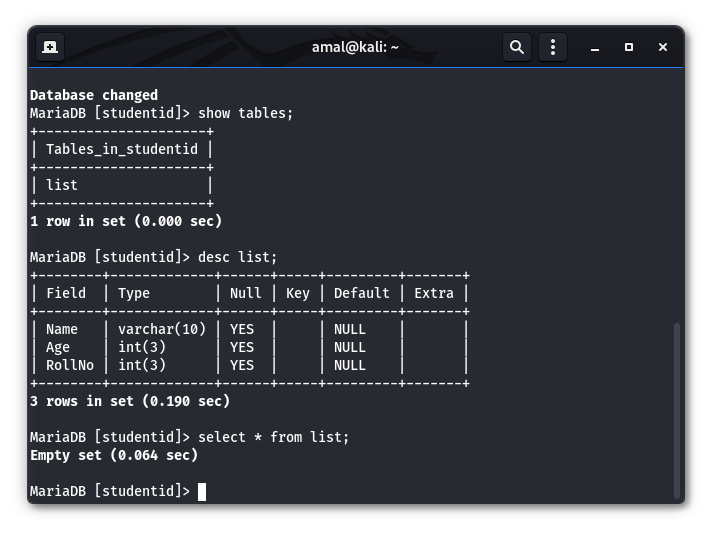 amal@kali: ~
Database changed
MariaDB [studentid]> show tables;
+---------------------+
| Tables_in_studentid |
+---------------------+
| list                |
+---------------------+
1 row in set (0.000 sec)
MariaDB [studentid]> desc list;
+--------+-------------+------+-----+---------+-------+
| Field  | Type        | Null | Key | Default | Extra |
+--------+-------------+------+-----+---------+-------+
| Name   | varchar(10) | YES  |     | NULL    |       |
| Age    | int(3)      | YES  |     | NULL    |       |
| RollNo | int(3)      | YES  |     | NULL    |       |
+--------+-------------+------+-----+---------+-------+
3 rows in set (0.190 sec)
MariaDB [studentid]> select * from list;
Empty set (0.064 sec)
MariaDB [studentid]>